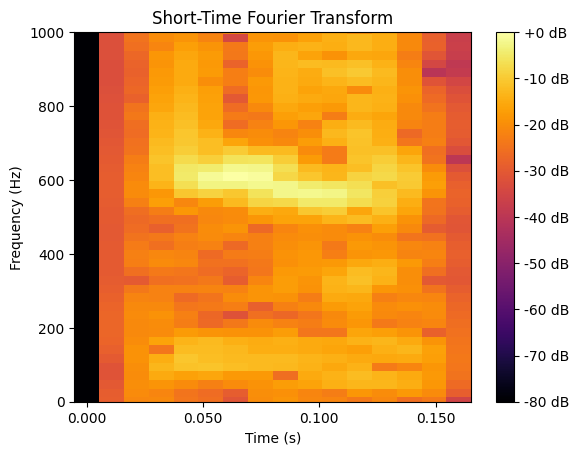 Short-Time Fourier Transform
1000
800
600
400
200
0
Frequency (Hz)
0.000
0.050
0.100
0.150
Time (s)
+0 dB
-10 dB
-20 dB
-30 dB
-40 dB
-50 dB
-60 dB
-70 dB
-80 dB